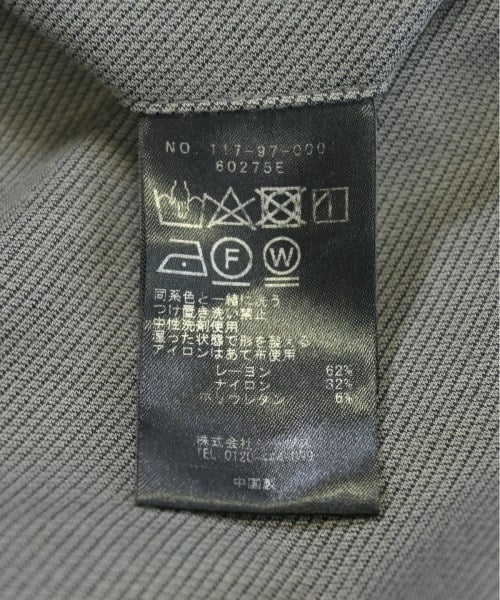 NO. 117-97-000
60275E
F W
同系色と一緒に洗う
つけ置き洗い禁止
中性洗剤使用
湿った状態で形を整える
アイロンはあて布使用
レーヨン 62%
ナイロン 32%
ポリウレタン 6%
株式会社
TEL 0120-
中国製